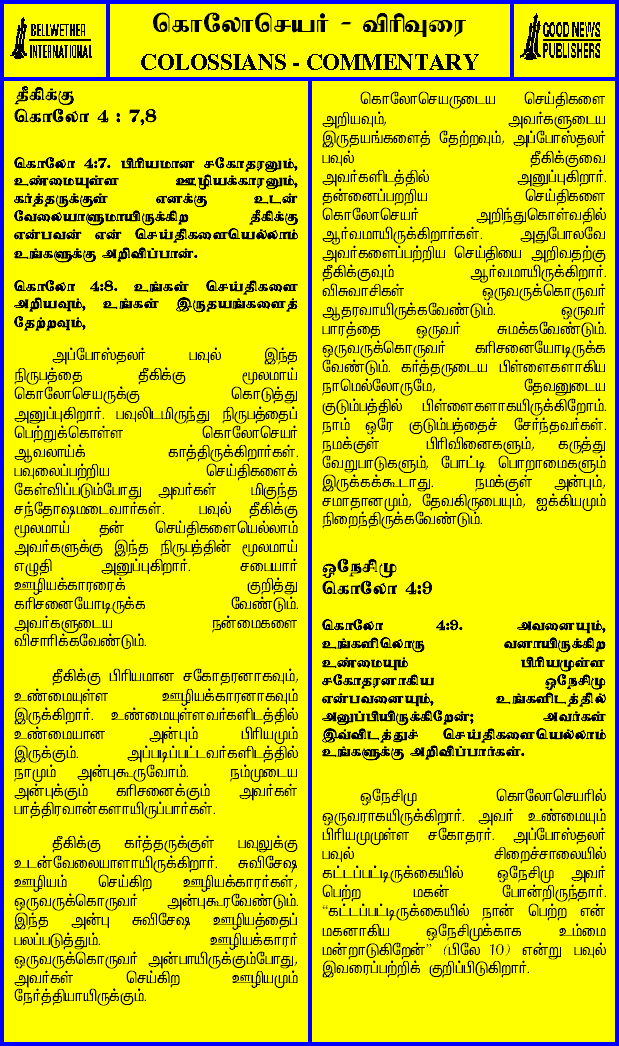 BELLWETHER
INTERNATIONAL
கொலோசெயர் - விரிவுரை
COLOSSIANS - COMMENTARY
GOOD NEWS
PUBLISHERS
தீகிக்கு
கொலோ 4 : 7,8
கொலோ 4:7. பிரியமான சகோதரனும்,
உண்மையுள்ள ஊழியக்காரனும்,
கர்த்தருக்குள் எனக்கு உடன்
வேலையாளுமாயிருக்கிற தீகிக்கு
என்பவன் என் செய்திகளையெல்லாம்
உங்களுக்கு அறிவிப்பான்.
கொலோ 4:8. உங்கள் செய்திகளை
அறியவும், உங்கள் இருதயங்களைத்
தேற்றவும்,
அப்போஸ்தலர் பவுல் இந்த
நிருபத்தை தீகிக்கு மூலமாய்
கொலோசெயருக்கு கொடுத்து
அனுப்புகிறார். பவுலிடமிருந்து நிருபத்தைப்
பெற்றுக்கொள்ள கொலோசெயர்
ஆவலாய்க் காத்திருக்கிறார்கள்.
பவுலைப்பற்றிய செய்திகளைக்
கேள்விப்படும்போது அவர்கள் மிகுந்த
சந்தோஷமடைவார்கள். பவுல் தீகிக்கு
மூலமாய் தன் செய்திகளையெல்லாம்
அவர்களுக்கு இந்த நிருபத்தின் மூலமாய்
எழுதி அனுப்புகிறார். சபையார்
ஊழியக்காரரைக் குறித்து
கரிசனையோடிருக்க வேண்டும்.
அவர்களுடைய நன்மைகளை
விசாரிக்கவேண்டும்.
தீகிக்கு பிரியமான சகோதரனாகவும்,
உண்மையுள்ள ஊழியக்காரனாகவும்
இருக்கிறார். உண்மையுள்ளவர்களிடத்தில்
உண்மையான அன்பும் பிரியமும்
இருக்கும். அப்படிப்பட்டவர்களிடத்தில்
நாமும் அன்புகூருவோம். நம்முடைய
அன்புக்கும் கரிசனைக்கும் அவர்கள்
பாத்திரவான்களாயிருப்பார்கள்.
தீகிக்கு கர்த்தருக்குள் பவுலுக்கு
உடன்வேலையாளாயிருக்கிறார். சுவிசேஷ
ஊழியம் செய்கிற ஊழியக்காரர்கள்,
ஒருவருக்கொருவர் அன்புகூரவேண்டும்.
இந்த அன்பு சுவிசேஷ ஊழியத்தைப்
பலப்படுத்தும். ஊழியக்காரர்
ஒருவருக்கொருவர் அன்பாயிருக்கும்போது,
அவர்கள் செய்கிற ஊழியமும்
நேர்த்தியாயிருக்கும்.
கொலோசெயருடைய செய்திகளை
அறியவும், அவர்களுடைய
இருதயங்களைத் தேற்றவும், அப்போஸ்தலர்
பவுல் தீகிக்குவை
அவர்களிடத்தில் அனுப்புகிறார்.
தன்னைப்பற்றிய செய்திகளை
கொலோசெயர் அறிந்துகொள்வதில்
ஆர்வமாயிருக்கிறார்கள். அதுபோலவே
அவர்களைப்பற்றிய செய்தியை அறிவதற்கு
தீகிக்குவும் ஆர்வமாயிருக்கிறார்.
விசுவாசிகள் ஒருவருக்கொருவர்
ஆதரவாயிருக்கவேண்டும். ஒருவர்
பாரத்தை ஒருவர் சுமக்கவேண்டும்.
ஒருவருக்கொருவர் கரிசனையோடிருக்க
வேண்டும். கர்த்தருடைய பிள்ளைகளாகிய
நாமெல்லோருமே, தேவனுடைய
குடும்பத்தில் பிள்ளைகளாகயிருக்கிறோம்.
நாம் ஒரே குடும்பத்தைச் சேர்ந்தவர்கள்.
நமக்குள் பிரிவினைகளும், கருத்து
வேறுபாடுகளும், போட்டி பொறாமைகளும்
இருக்கக்கூடாது. நமக்குள் அன்பும்,
சமாதானமும், தேவகிருபையும், ஐக்கியமும்
நிறைந்திருக்கவேண்டும்.
ஒநேசிமு
கொலோ 4:9
கொலோ 4:9. அவனையும்,
உங்களிலொரு வனாயிருக்கிற
உண்மையும் பிரியமுள்ள
சகோதரனாகிய ஒநேசிமு
என்பவனையும், உங்களிடத்தில்
அனுப்பியிருக்கிறேன்; அவர்கள்
இவ்விடத்துச் செய்திகளையெல்லாம்
உங்களுக்கு அறிவிப்பார்கள்.
ஒநேசிமு கொலோசெயரில்
ஒருவராகயிருக்கிறார். அவர் உண்மையும்
பிரியமுமுள்ள சகோதரர். அப்போஸ்தலர்
பவுல் சிறைச்சாலையில்
கட்டப்பட்டிருக்கையில் ஒநேசிமு அவர்
பெற்ற மகன் போன்றிருந்தார்.
“கட்டப்பட்டிருக்கையில் நான் பெற்ற என்
மகனாகிய ஒநேசிமுக்காக உம்மை
மன்றாடுகிறேன்” (பிலே 10) என்று பவுல்
இவரைப்பற்றிக் குறிப்பிடுகிறார்.